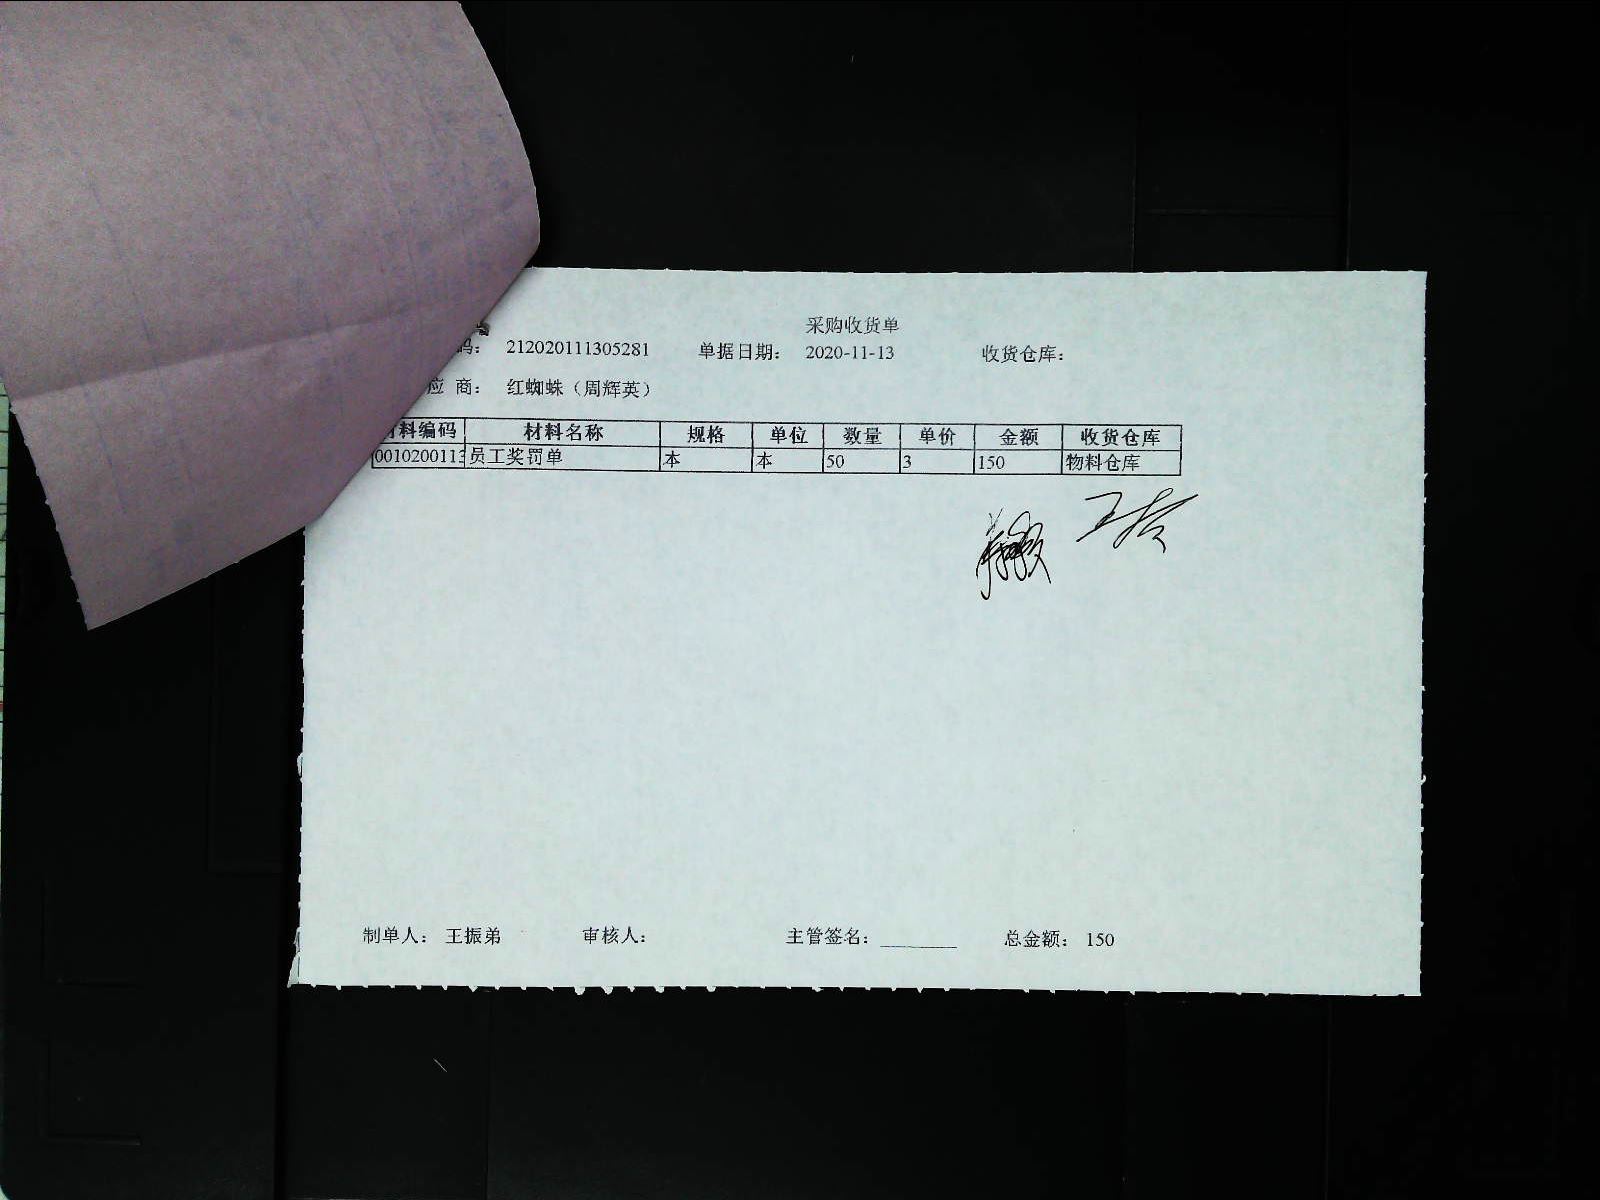 采购收货单
码： 212020111305281 单据日期： 2020-11-13 收货仓库：
应 商： 红蜘蛛（周辉英）
料编码 材料名称 规格 单位 数量 单价 金额 收货仓库
001020011 员工奖罚单 本 本 50 3 150 物料仓库
制单人： 王振弟 审核人： 主管签名： 总金额： 150